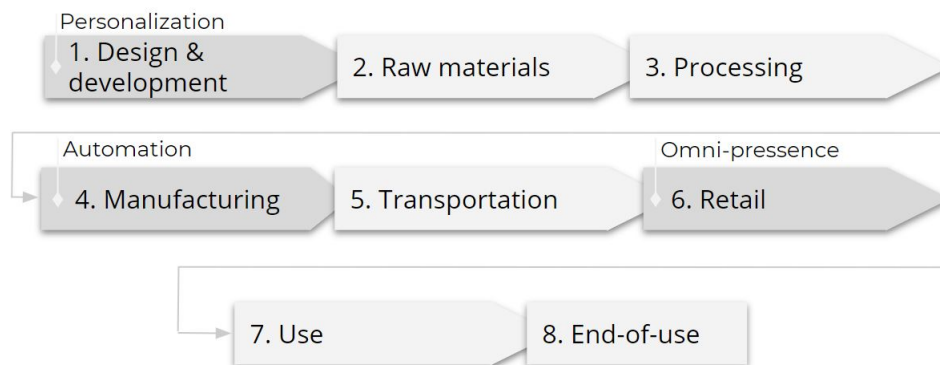 Personalization
1. Design &
development
2. Raw materials
3. Processing
Automation
4. Manufacturing
5. Transportation
Omni-pressence
6. Retail
7. Use
8. End-of-use